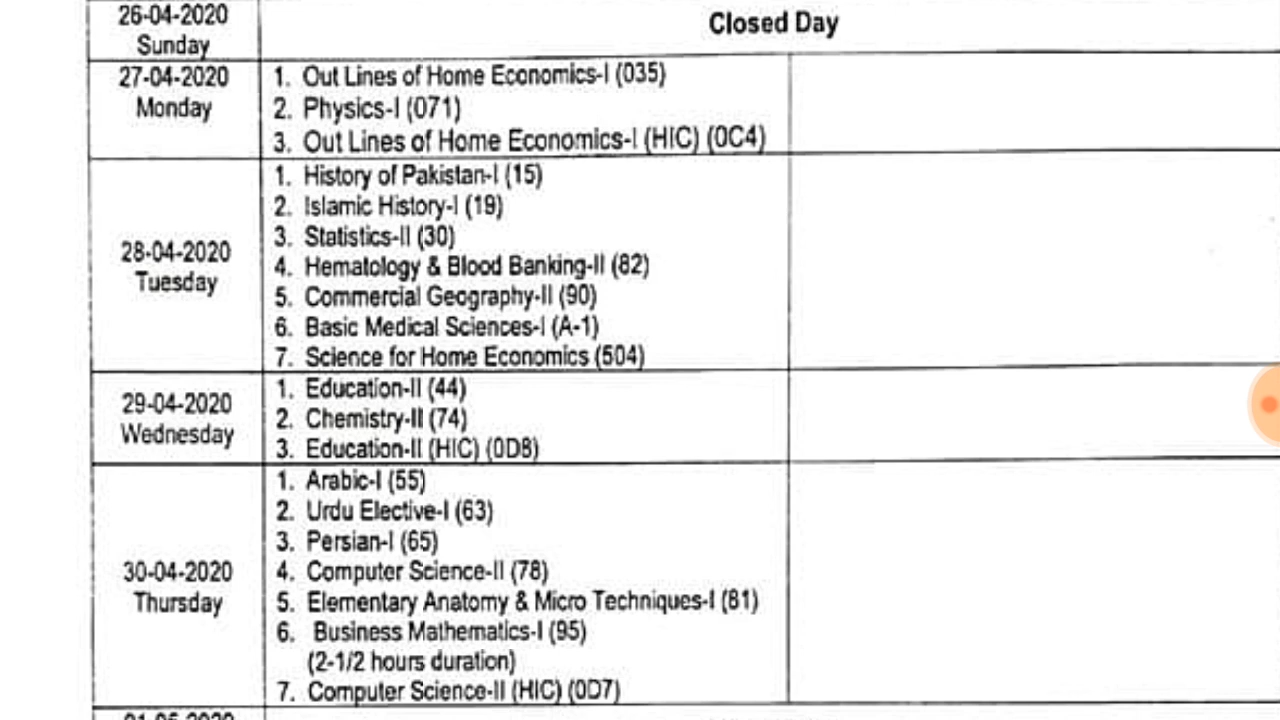 26-04-2020
Sunday
Closed Day
27-04-2020
Monday
1. Out Lines of Home Economics-I (035)
2. Physics-I (071)
3. Out Lines of Home Economics-I (HIC) (0C4)
28-04-2020
Tuesday
1. History of Pakistan-I (15)
2. Islamic History-I (19)
3. Statistics-II (30)
4. Hematology & Blood Banking-II (82)
5. Commercial Geography-II (90)
6. Basic Medical Sciences-I (A-1)
7. Science for Home Economics (504)
29-04-2020
Wednesday
1. Education-II (44)
2. Chemistry-II (74)
3. Education-II (HIC) (0D8)
30-04-2020
Thursday
1. Arabic-I (55)
2. Urdu Elective-I (63)
3. Persian-I (65)
4. Computer Science-II (78)
5. Elementary Anatomy & Micro Techniques-I (81)
6. Business Mathematics-I (95)
(2-1/2 hours duration)
7. Computer Science-II (HIC) (0D7)
01-05-2020